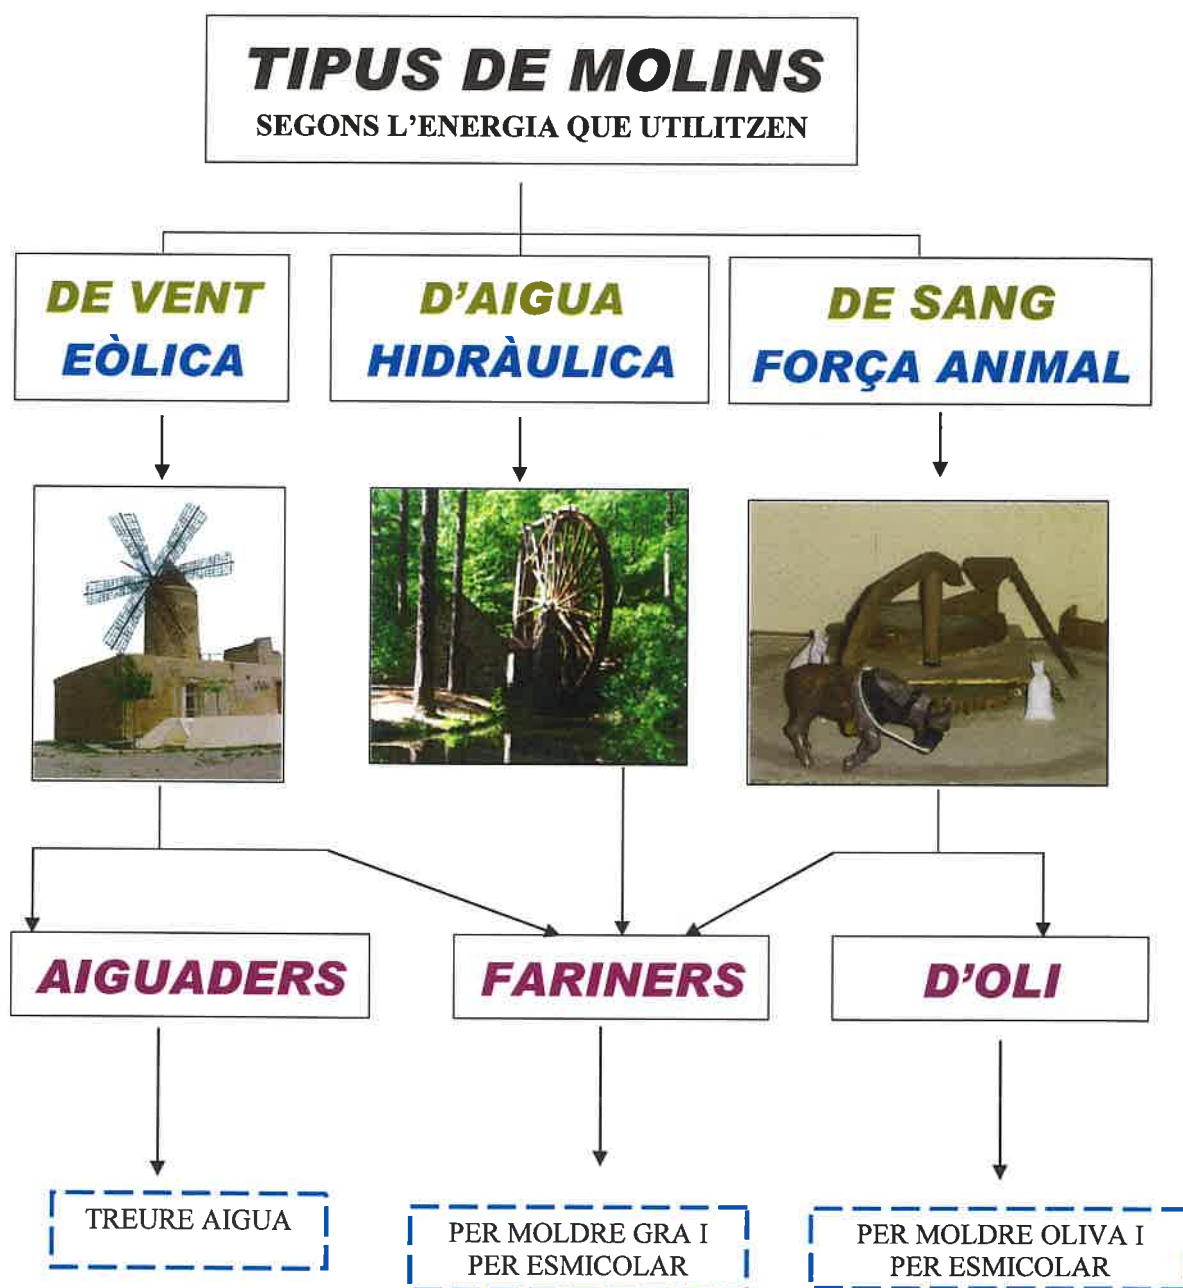 TIPUS DE MOLINS
SEGONS L'ENERGIA QUE UTILITZEN
DE VENT
EÒLICA
D'AIGUA
HIDRÀULICA
DE SANG
FORÇA ANIMAL
AIGUADERS
FARINERS
D'OLI
TREURE AIGUA
PER MOLDRE GRA I
PER ESMICOLAR
PER MOLDRE OLIVA I
PER ESMICOLAR